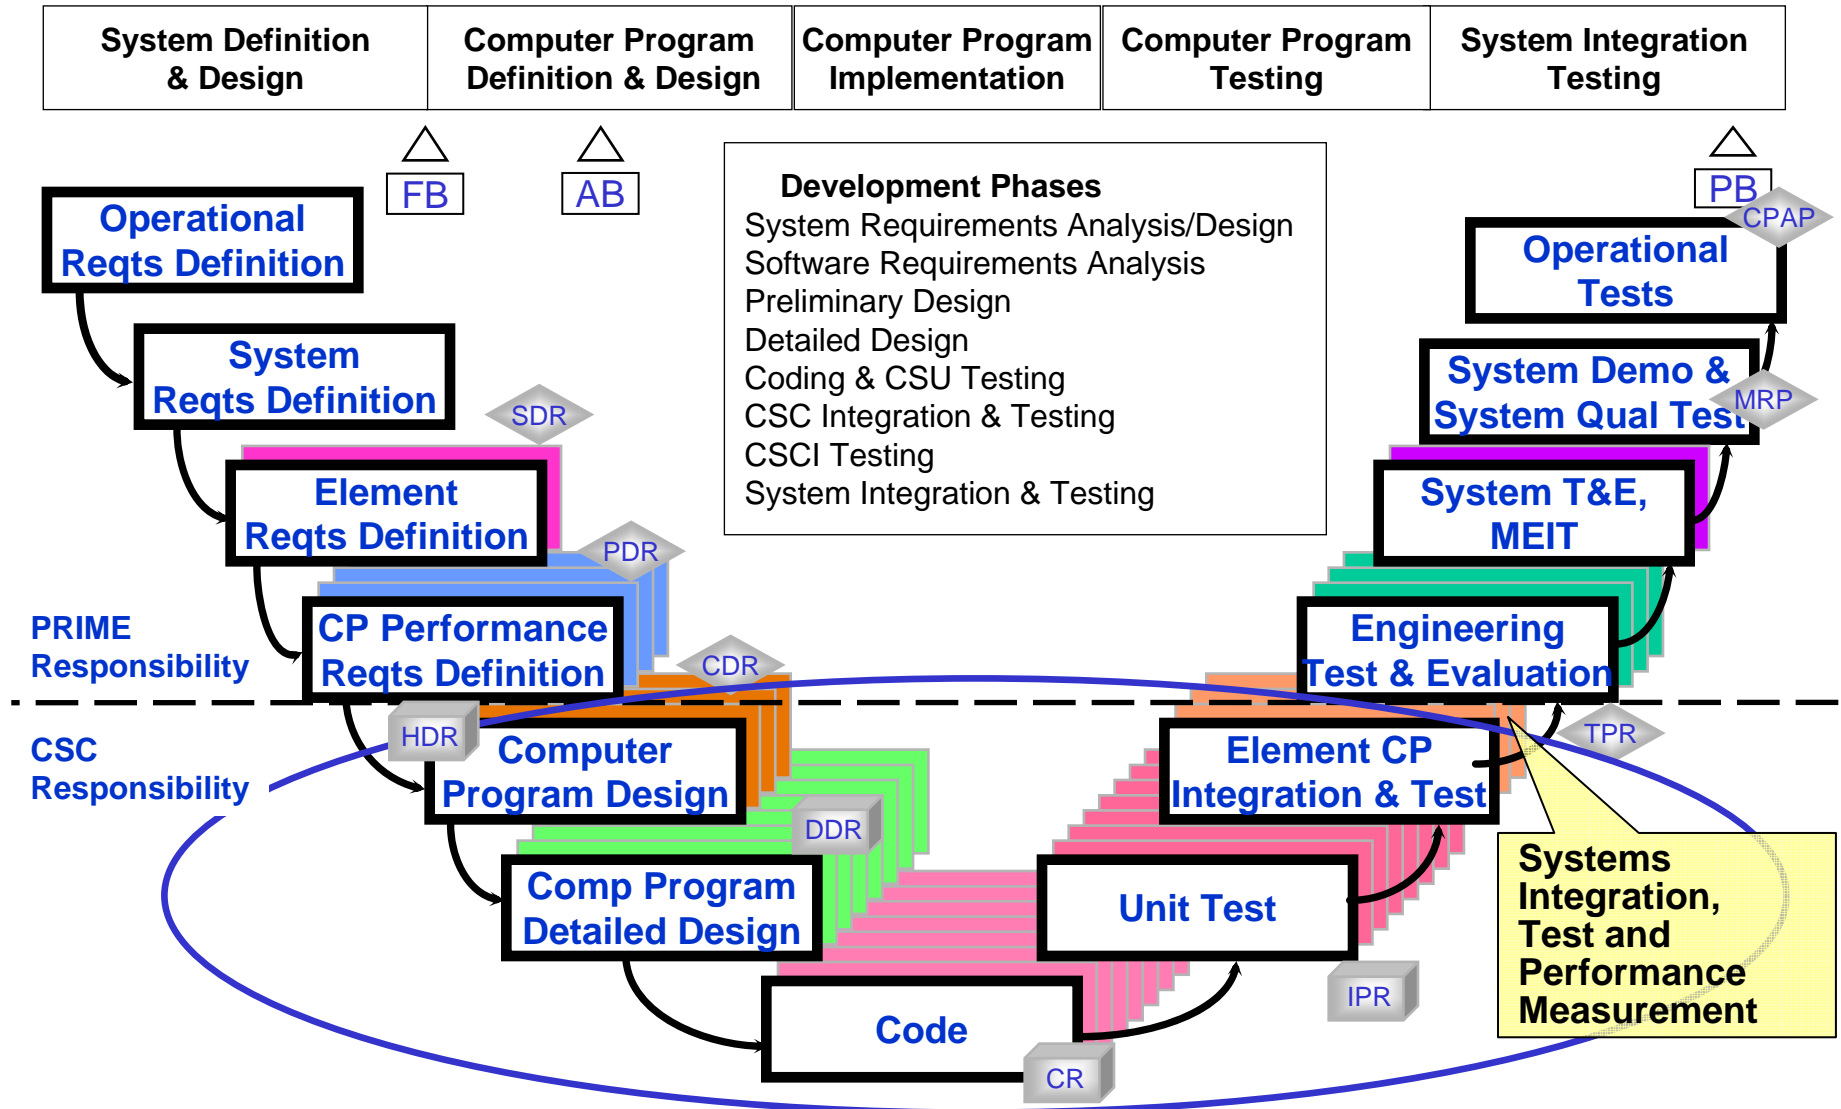 System Definition
& Design
Computer Program
Definition & Design
Computer Program
Implementation
Computer Program
Testing
System Integration
Testing
FB
AB
PB
CPAP
Development Phases
System Requirements Analysis/Design
Software Requirements Analysis
Preliminary Design
Detailed Design
Coding & CSU Testing
CSC Integration & Testing
CSCI Testing
System Integration & Testing
Operational
Reqts Definition
System
Reqts Definition
SDR
Element
Reqts Definition
PDR
CP Performance
Reqts Definition
CDR
PRIME
Responsibility
CSC
Responsibility
HDR
Computer
Program Design
DDR
Comp Program
Detailed Design
Code
CR
Unit Test
IPR
Element CP
Integration & Test
TPR
Engineering
Test & Evaluation
System T&E,
MEIT
System Demo &
System Qual Test
MRP
Operational
Tests
Systems
Integration,
Test and
Performance
Measurement